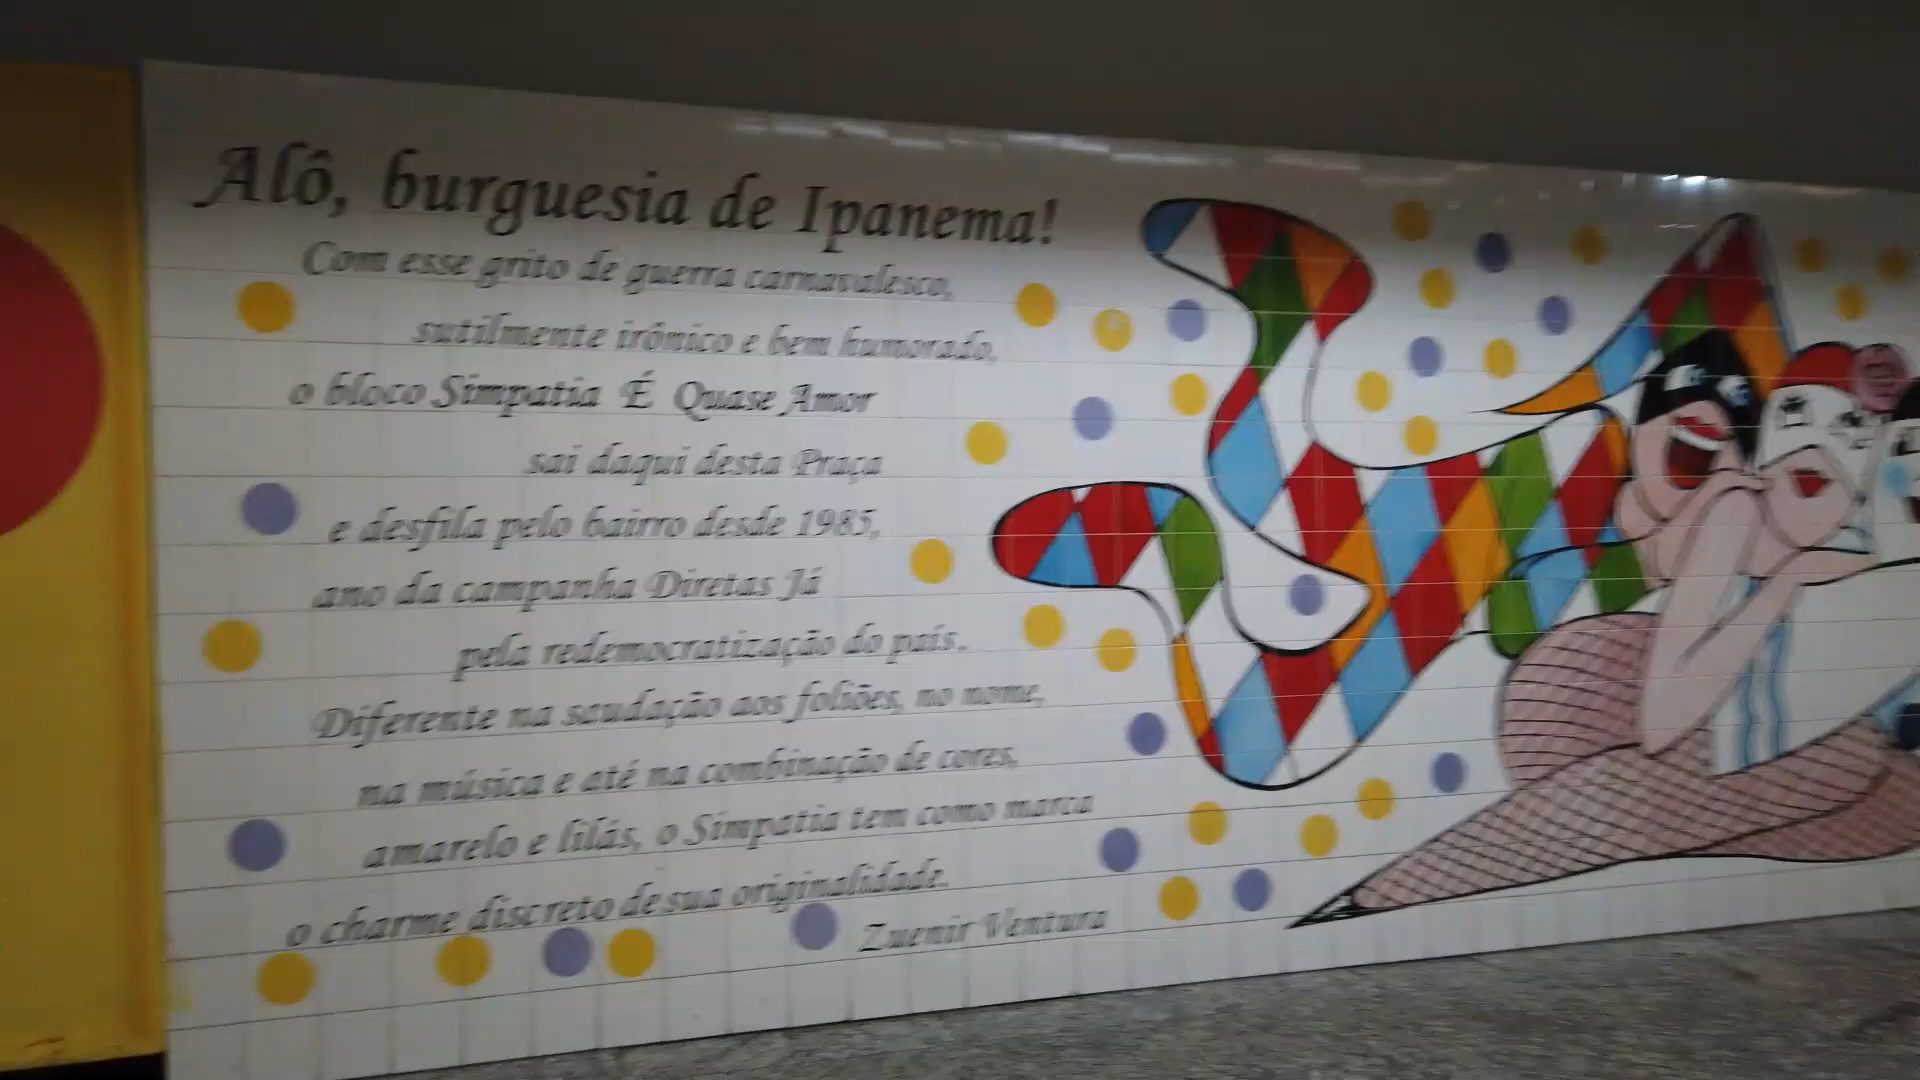 Alô, burguesia de Ipanema!
Com esse grito de guerra carnavalesco,
sutilmente irônico e bem humorado,
o bloco Simpatia É Quase Amor
sai daqui desta Praça
e desfila pelo bairro desde 1985,
ano da campanha Diretas Já
pela redemocratização do país.
Diferente na saudação aos foliões, no nome,
na música e até na combinação de cores,
amarelo e lilás, o Simpatia tem como marca
o charme discreto de sua originalidade.
Zuenir Ventura